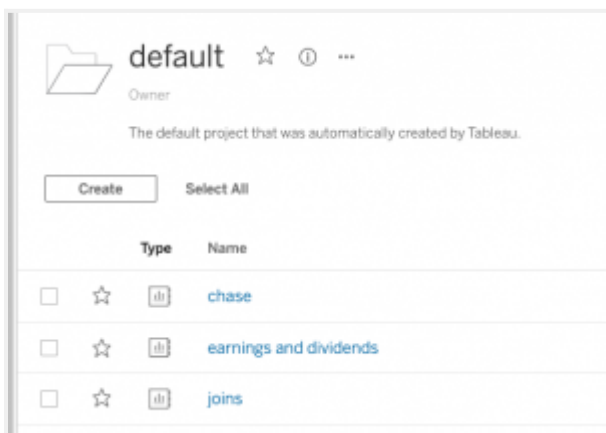 default
Owner
The default project that was automatically created by Tableau.
Create Select All
Type Name
chase
earnings and dividends
joins